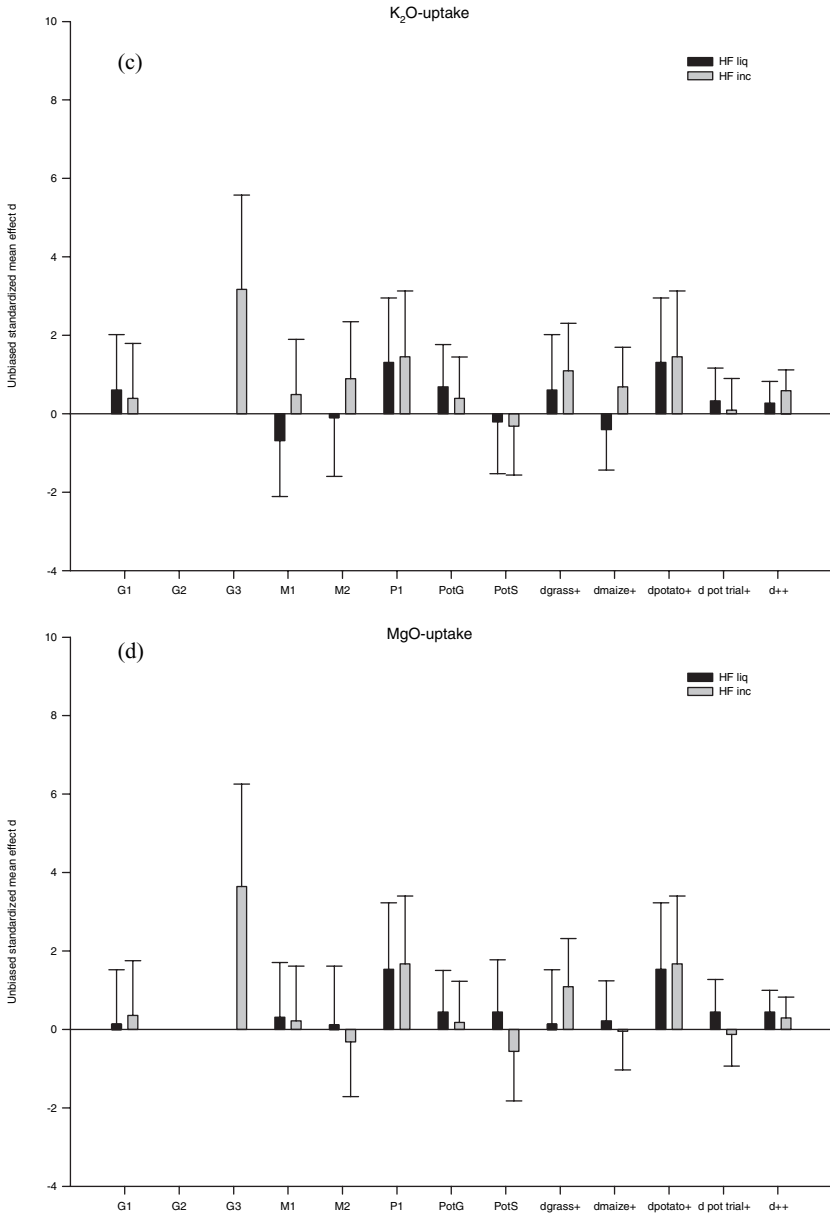 K₂O-uptake
10
(c)
HF liq
HF inc
8
6
4
2
0
-2
-4
Unbiased standardized mean effect d
G1 G2 G3 M1 M2 P1 PotG PotS dgrass+ dmaize+ dpotato+ d pot trial+ d++
MgO-uptake
10
(d)
HF liq
HF inc
8
6
4
2
0
-2
-4
Unbiased standardized mean effect d
G1 G2 G3 M1 M2 P1 PotG PotS dgrass+ dmaize+ dpotato+ d pot trial+ d++